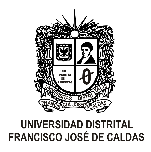 UNIVERSIDAD DISTRITAL
FRANCISCO JOSÉ DE CALDAS